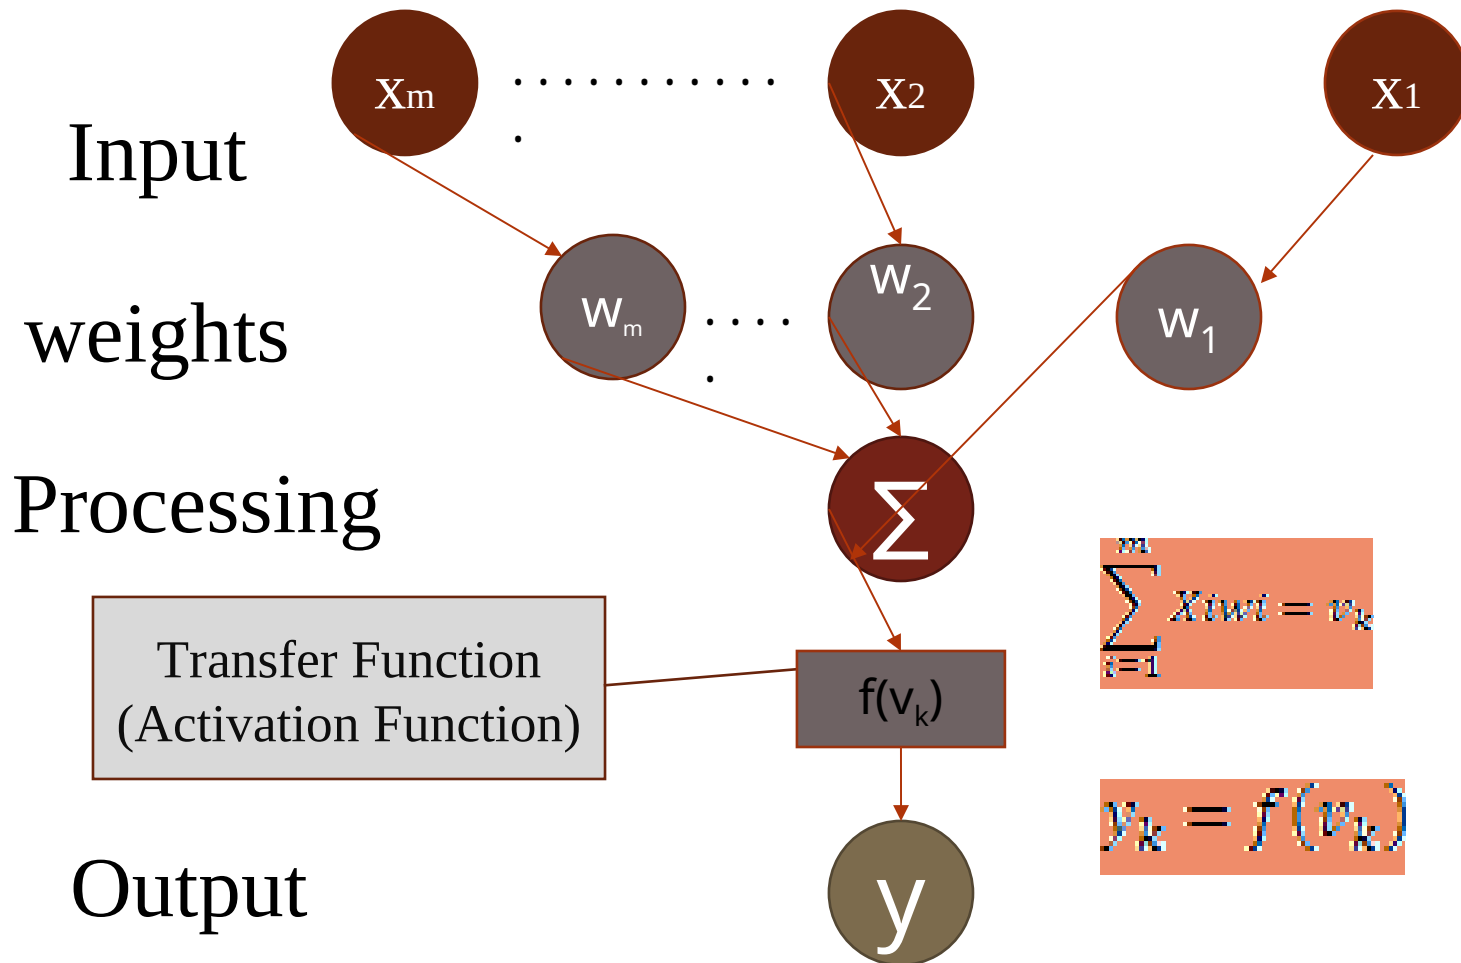 xm . . . . . . . . . . . x2 x1
.
Input
wm . . . . w2 w1
.
weights
Processing
∑
m
∑ Xiwi = vk
i=1
Transfer Function
(Activation Function)
f(vk)
yk = f(vk)
Output
y